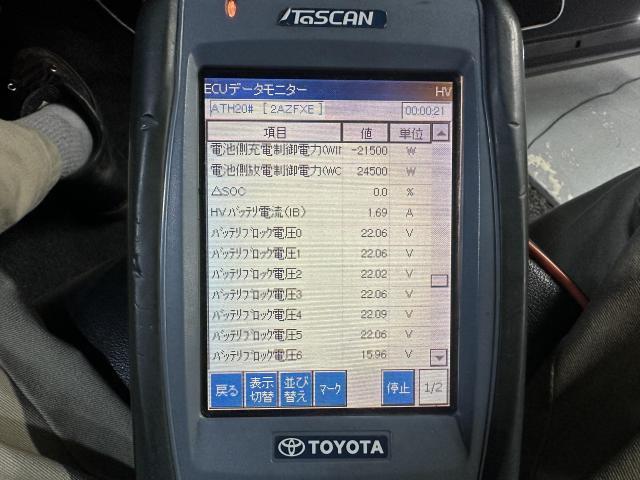 TaSCAN
ECUデータモニター HV
ATH20# [ 2AZFXE ] 00:00:21
項目 値 単位
電池側充電制御電力(WI -21500 W
電池側放電制御電力(WO 24500 W
△SOC 0.0 %
HVバッテリ電流(IB) 1.69 A
バッテリブロック電圧0 22.06 V
バッテリブロック電圧1 22.06 V
バッテリブロック電圧2 22.02 V
バッテリブロック電圧3 22.06 V
バッテリブロック電圧4 22.09 V
バッテリブロック電圧5 22.06 V
バッテリブロック電圧6 15.96 V
戻る 表示切替 並び替え マーク 停止 1/2
TOYOTA